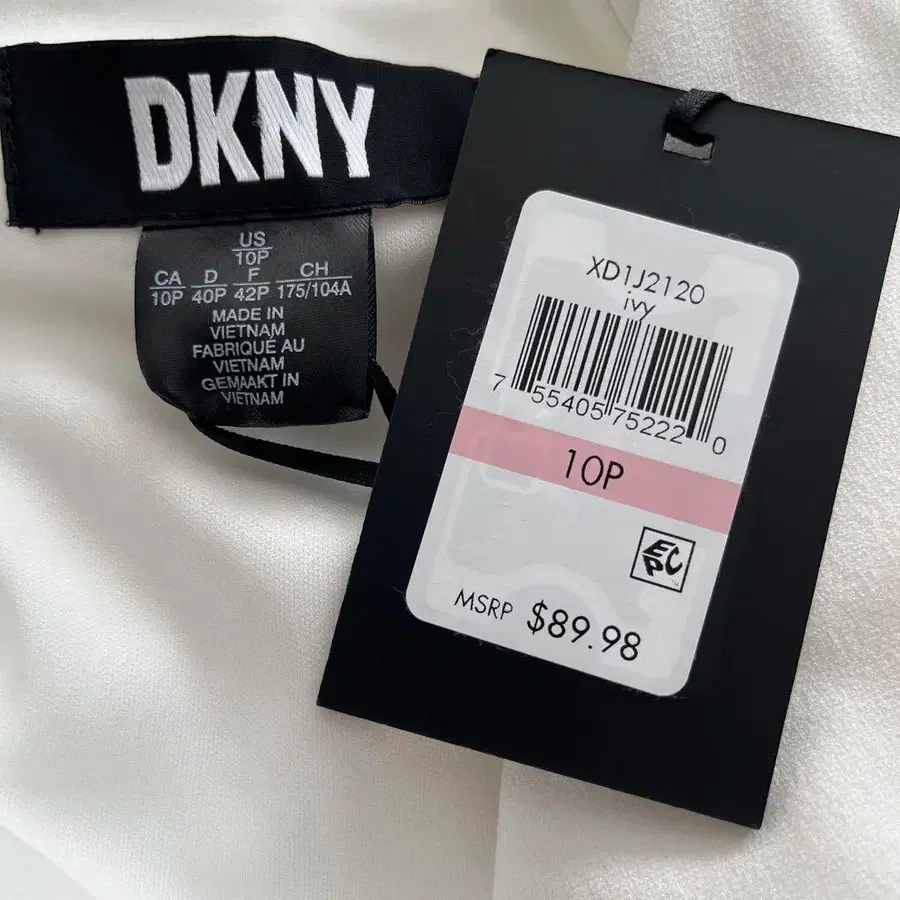 DKNY
US
10P
CA D F CH
10P 40P 42P 175/104A
MADE IN
VIETNAM
FABRIQUÉ AU
VIETNAM
GEMAAKT IN
VIETNAM
XD1J2120
ivy
7 55405 75222 0
10P
EPC
MSRP $89.98